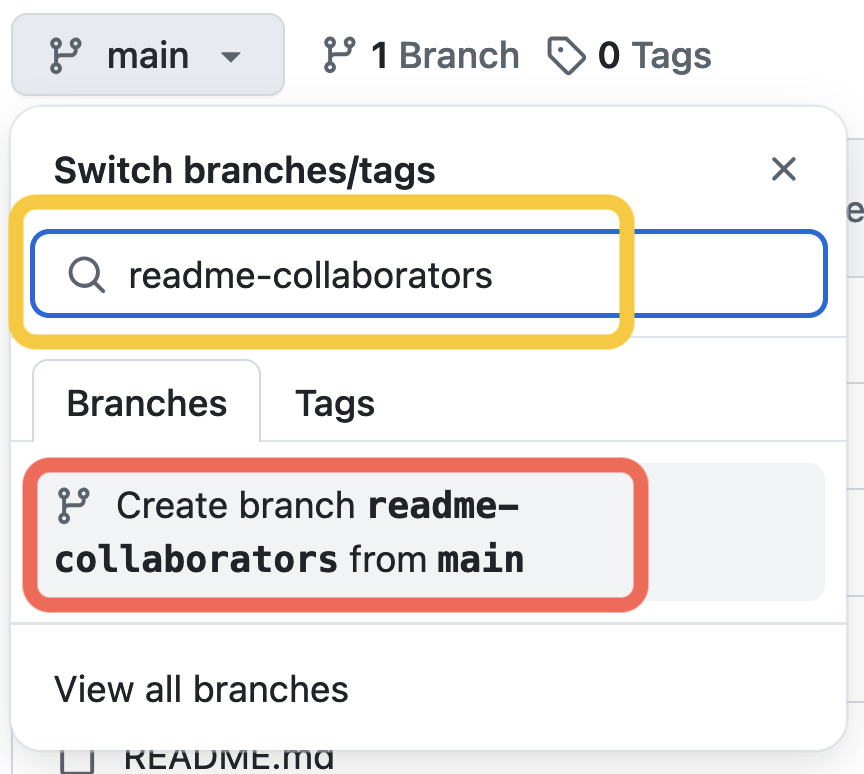 main 1 Branch 0 Tags
Switch branches/tags
readme-collaborators
Branches Tags
Create branch readme-
collaborators from main
View all branches
README.md